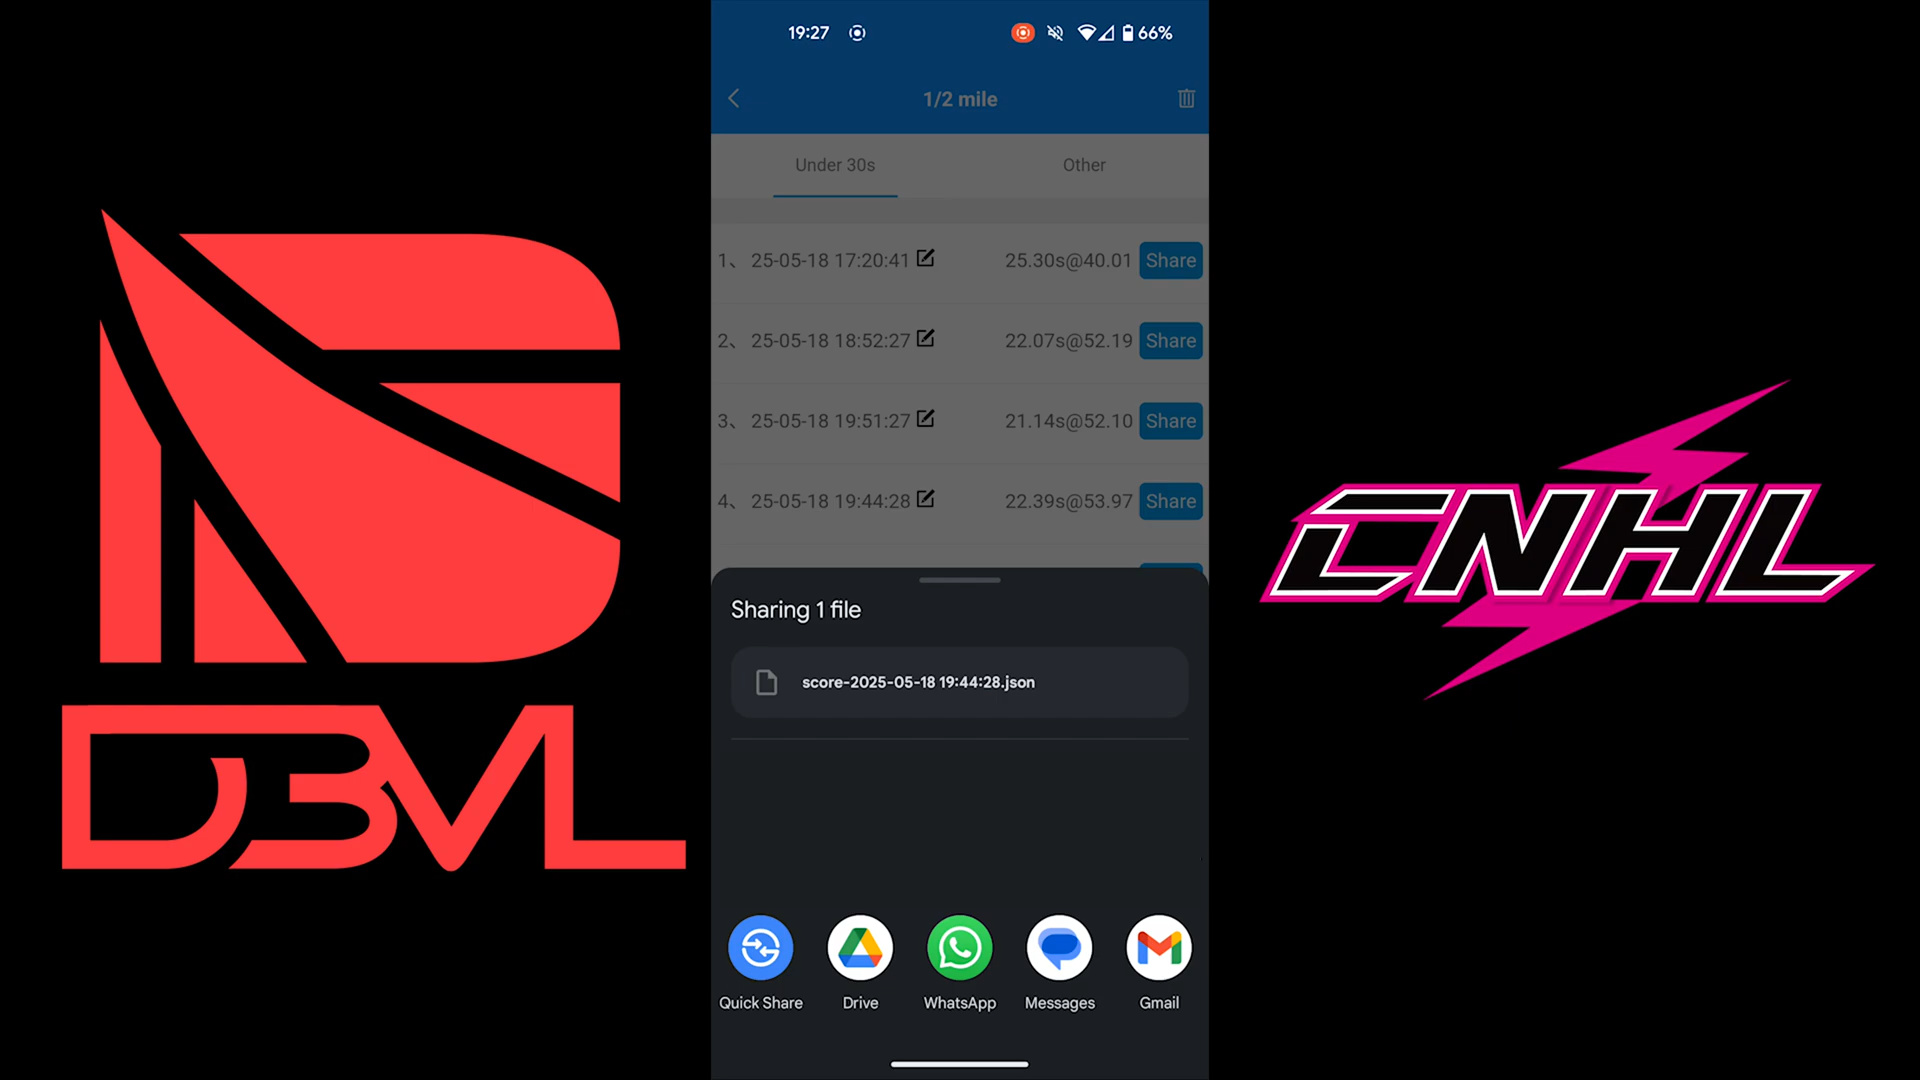 19:27
66%
1/2 mile
Under 30s
Other
1、 25-05-18 17:20:41
25.30s@40.01
Share
2、 25-05-18 18:52:27
22.07s@52.19
Share
3、 25-05-18 19:51:27
21.14s@52.10
Share
4、 25-05-18 19:44:28
22.39s@53.97
Share
Sharing 1 file
score-2025-05-18 19:44:28.json
Quick Share
Drive
WhatsApp
Messages
Gmail
D3VL
CNHL